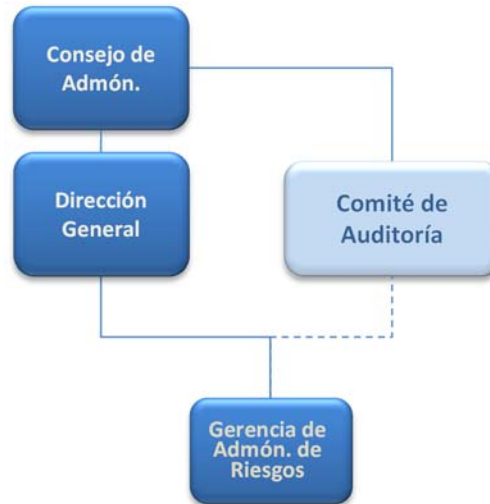 Consejo de
Admón.
Dirección
General
Comité de
Auditoría
Gerencia de
Admón. de
Riesgos